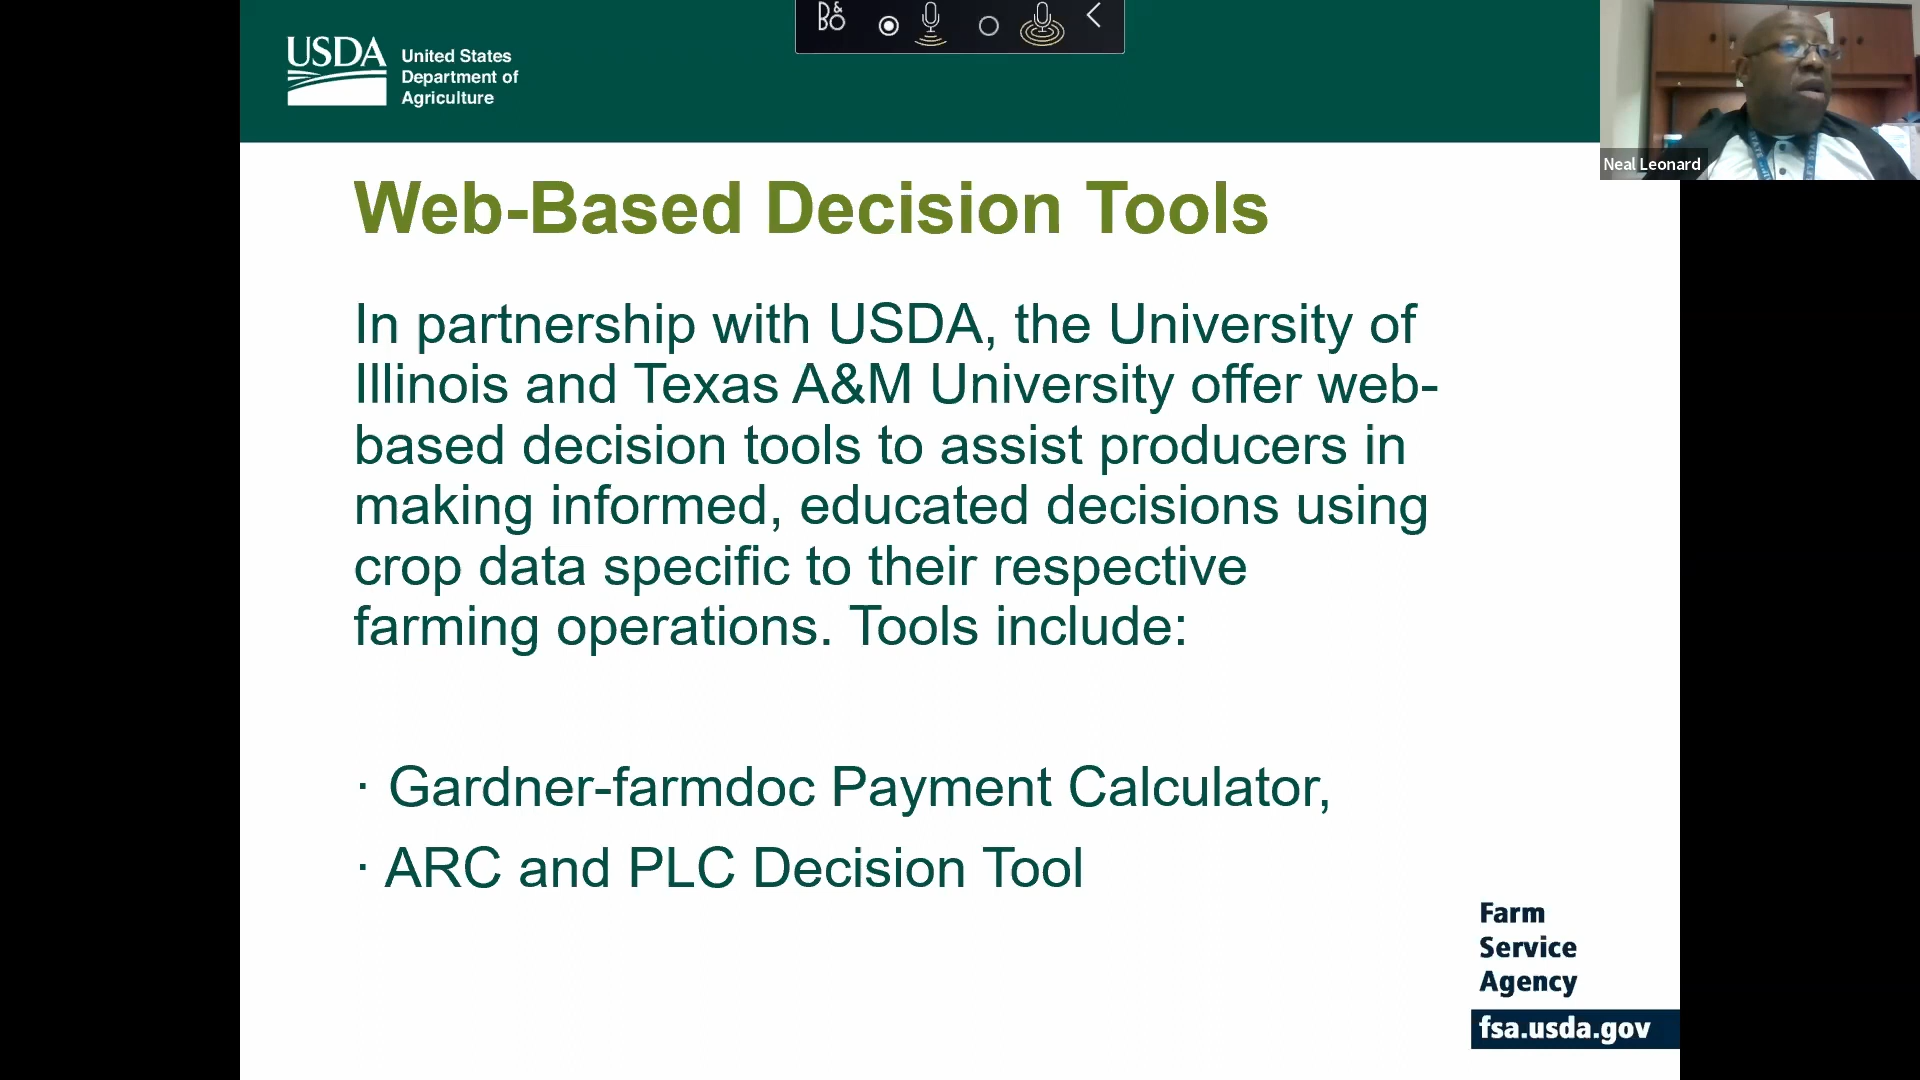 USDA
United States
Department of
Agriculture
B&O
Neal Leonard
Web-Based Decision Tools
In partnership with USDA, the University of
Illinois and Texas A&M University offer web-
based decision tools to assist producers in
making informed, educated decisions using
crop data specific to their respective
farming operations. Tools include:
· Gardner-farmdoc Payment Calculator,
· ARC and PLC Decision Tool
Farm
Service
Agency
fsa.usda.gov